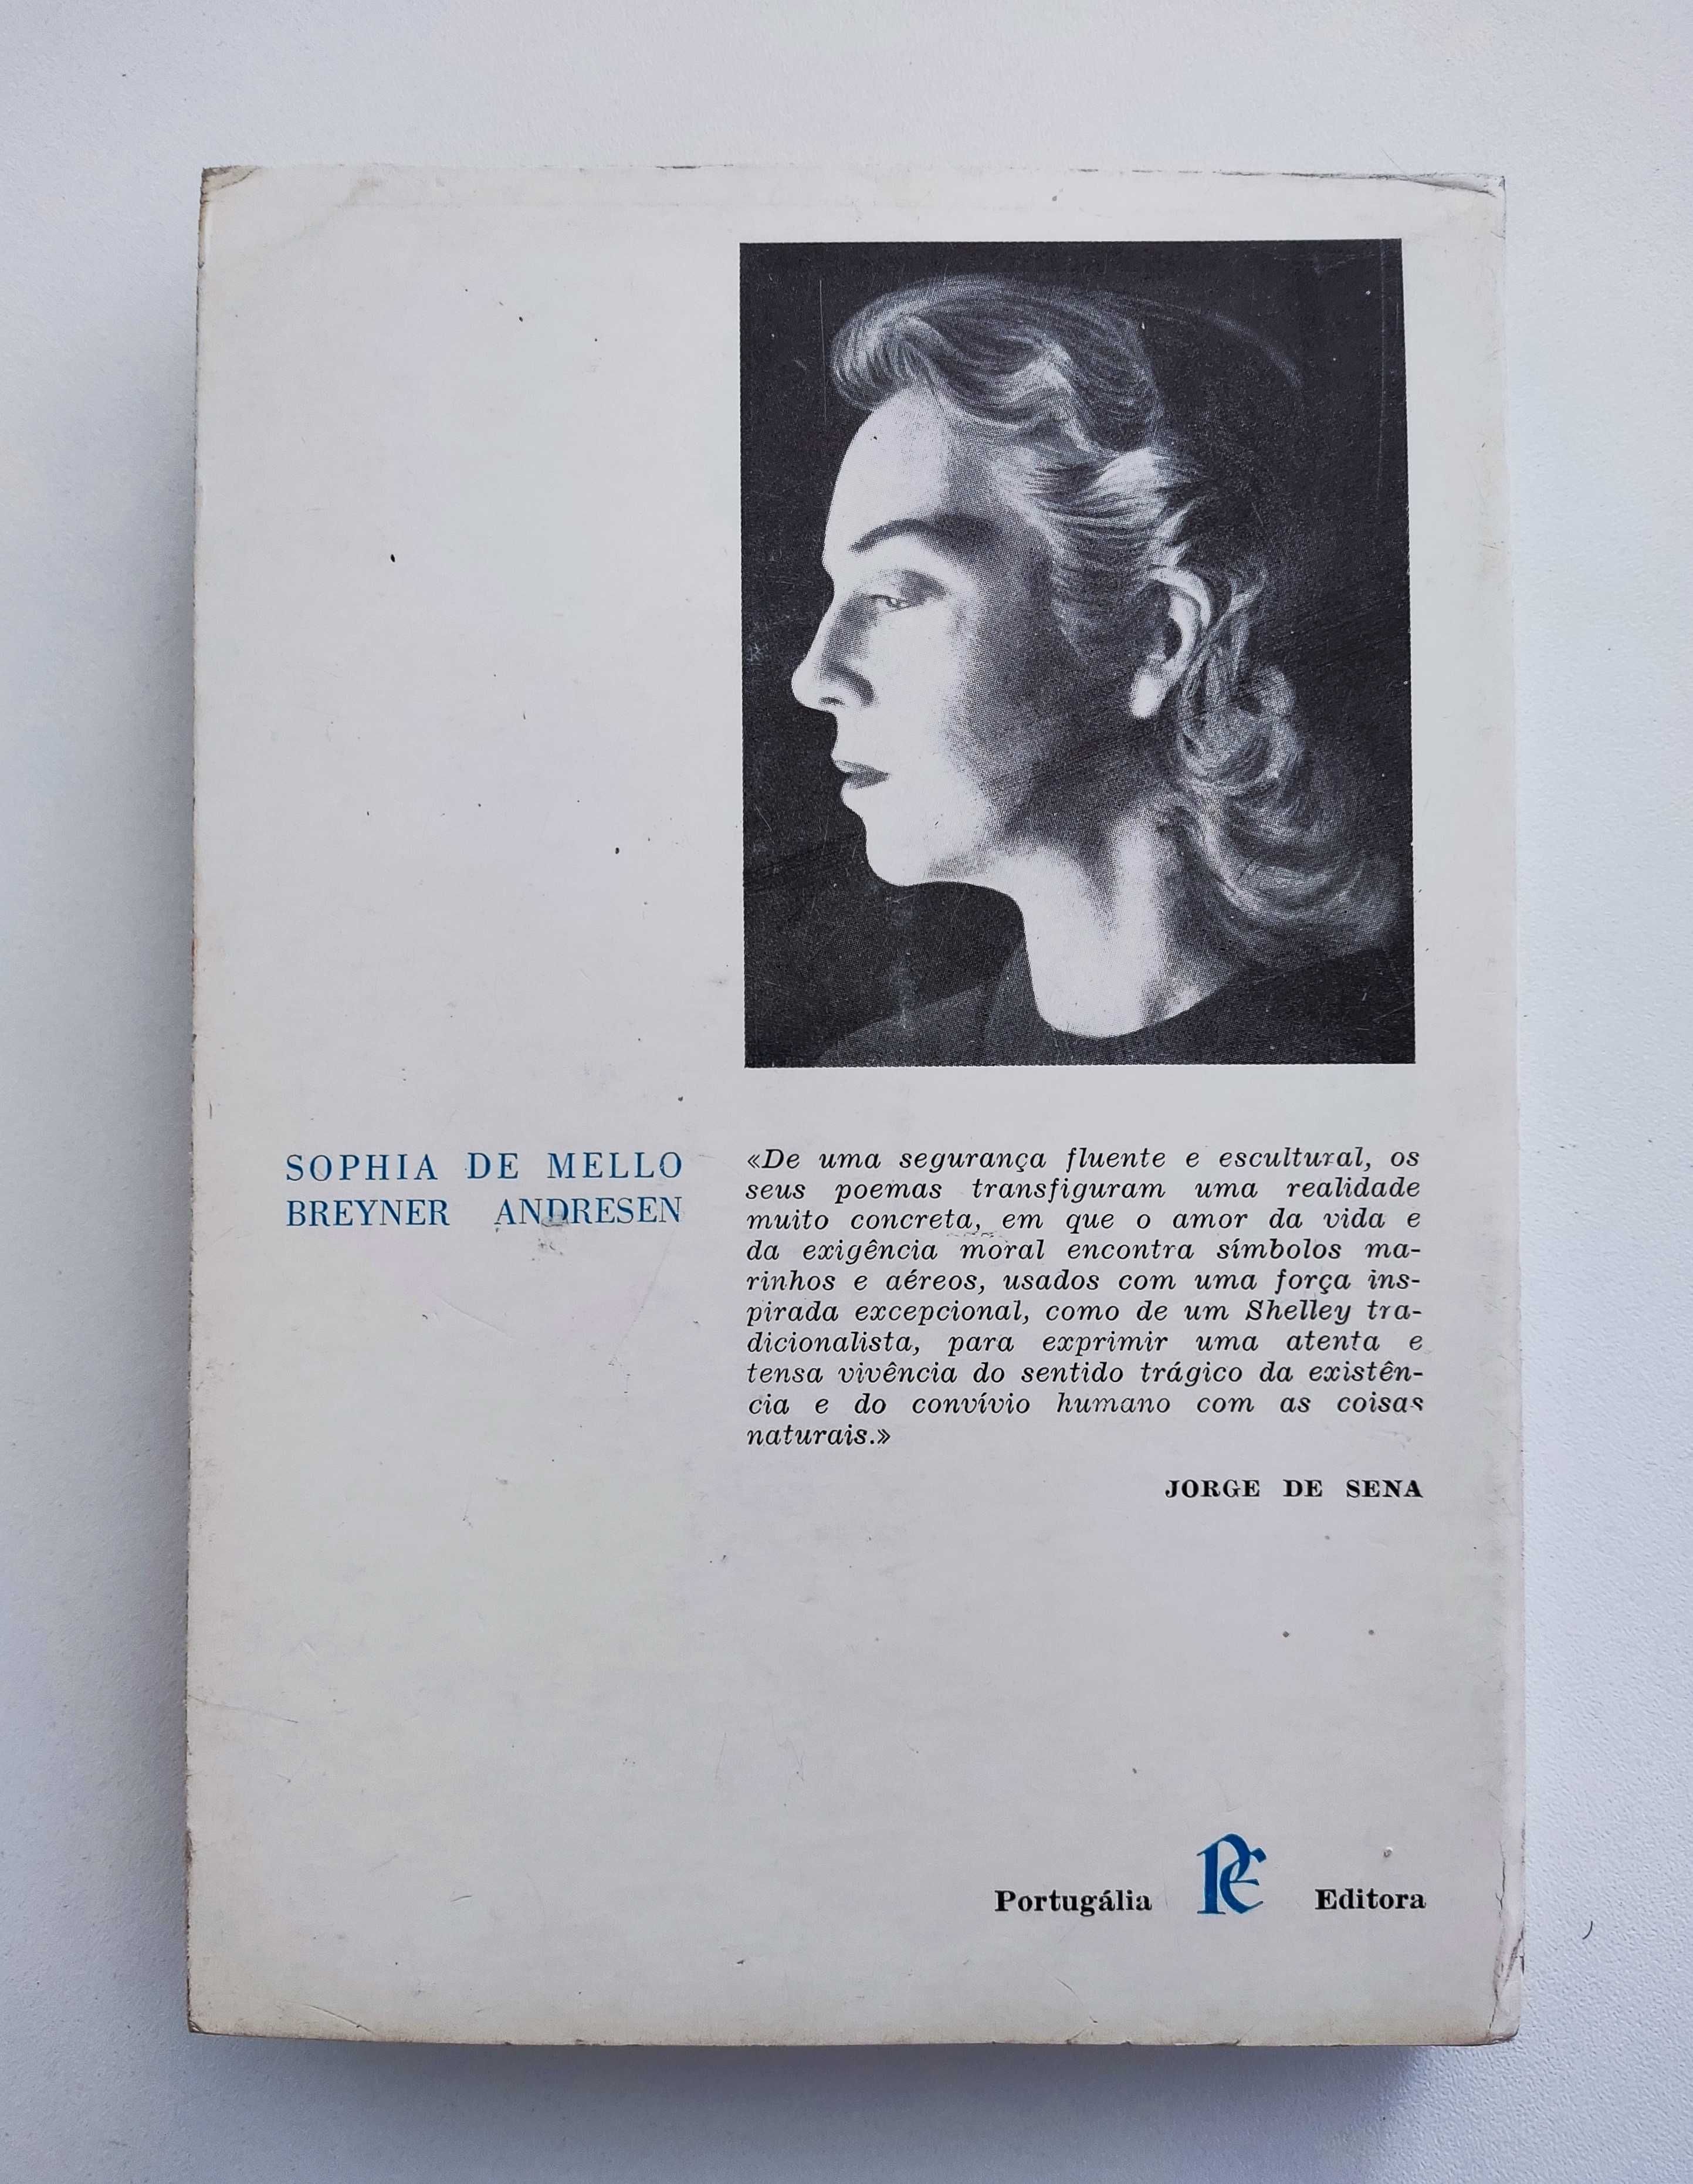 SOPHIA DE MELLO
BREYNER ANDRESEN
«De uma segurança fluente e escultural, os
seus poemas transfiguram uma realidade
muito concreta, em que o amor da vida e
da exigência moral encontra símbolos ma-
rinhos e aéreos, usados com uma força ins-
pirada excepcional, como de um Shelley tra-
dicionalista, para exprimir uma atenta e
tensa vivência do sentido trágico da existên-
cia e do convívio humano com as coisas
naturais.»
JORGE DE SENA
Portugália PE Editora